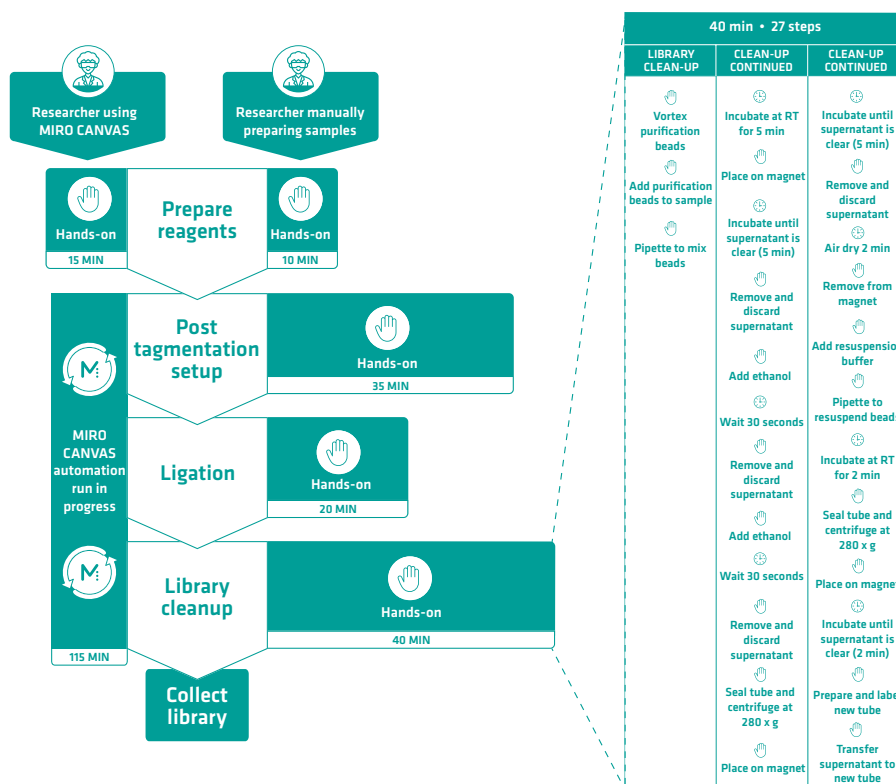 Researcher using
MIRO CANVAS
Researcher manually
preparing samples
Hands-on
15 MIN
Prepare
reagents
Hands-on
10 MIN
Post
tagmentation
setup
Hands-on
35 MIN
M
MIRO
CANVAS
automation
run in
progress
Ligation
Hands-on
20 MIN
M
115 MIN
Library
cleanup
Hands-on
40 MIN
Collect
library
40 min • 27 steps
LIBRARY
CLEAN-UP
Vortex
purification
beads
Add purification
beads to sample
Pipette to mix
beads
CLEAN-UP
CONTINUED
Incubate at RT
for 5 min
Place on magnet
Incubate until
supernatant is
clear (5 min)
Remove and
discard
supernatant
Add ethanol
Wait 30 seconds
Remove and
discard
supernatant
Add ethanol
Wait 30 seconds
Remove and
discard
supernatant
Seal tube and
centrifuge at
280 x g
Place on magnet
CLEAN-UP
CONTINUED
Incubate until
supernatant is
clear (5 min)
Remove and
discard
supernatant
Air dry 2 min
Remove from
magnet
Add resuspensio
buffer
Pipette to
resuspend beads
Incubate at RT
for 2 min
Seal tube and
centrifuge at
280 x g
Place on magnet
Incubate until
supernatant is
clear (2 min)
Prepare and labe
new tube
Transfer
supernatant to
new tube